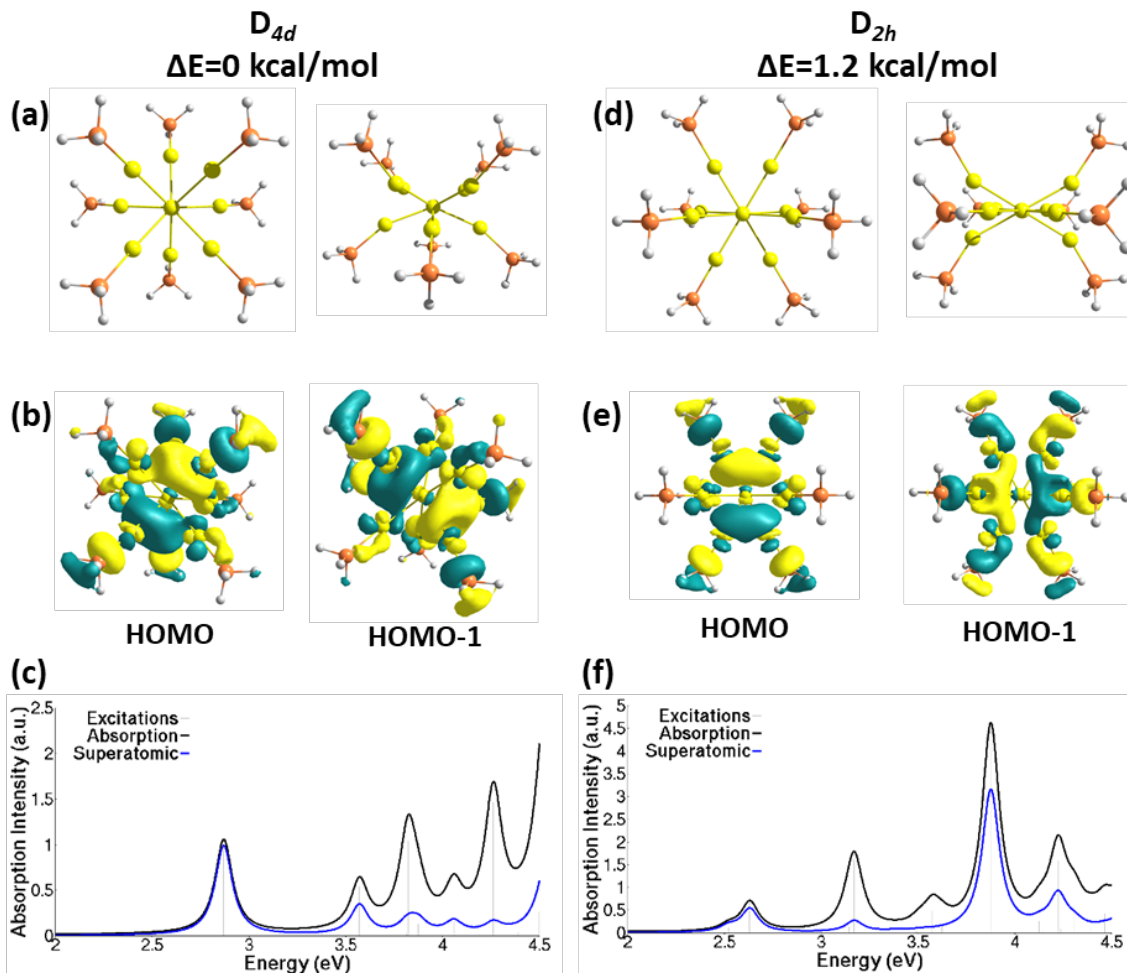 D4d
ΔE=0 kcal/mol
D2h
ΔE=1.2 kcal/mol
(a)
(d)
(b)
(e)
HOMO
HOMO-1
HOMO
HOMO-1
(c)
Absorption Intensity (a.u.)
2.5
2
1.5
1
0.5
0
Excitations
Absorption
Superatomic
2
2.5
3
3.5
4
4.5
Energy (eV)
(f)
Absorption Intensity (a.u.)
5
4.5
4
3.5
3
2.5
2
1.5
1
0.5
0
Excitations
Absorption
Superatomic
2
2.5
3
3.5
4
4.5
Energy (eV)